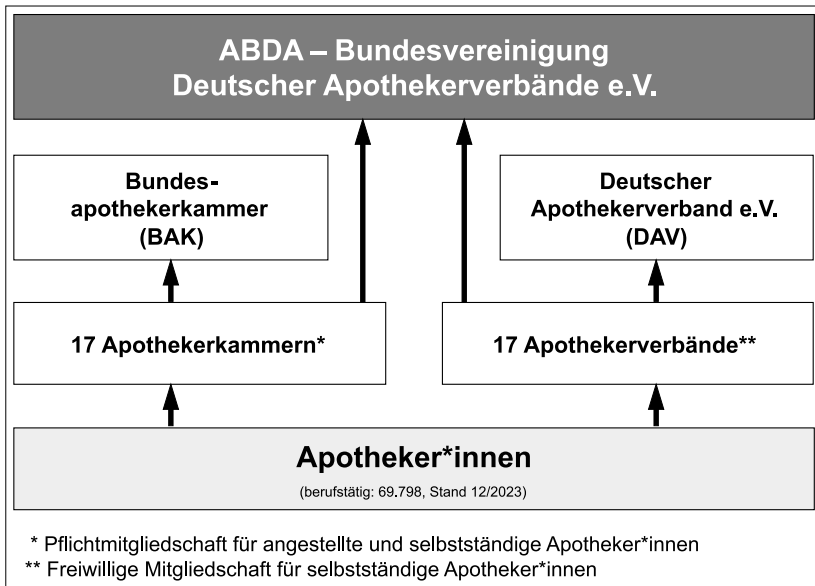 ABDA – Bundesvereinigung
Deutscher Apothekerverbände e.V.
Bundes-
apothekerkammer
(BAK)
Deutscher
Apothekerverband e.V.
(DAV)
17 Apothekerkammern*
17 Apothekerverbände**
Apotheker*innen
(berufstätig: 69.798, Stand 12/2023)
* Pflichtmitgliedschaft für angestellte und selbstständige Apotheker*innen
** Freiwillige Mitgliedschaft für selbstständige Apotheker*innen